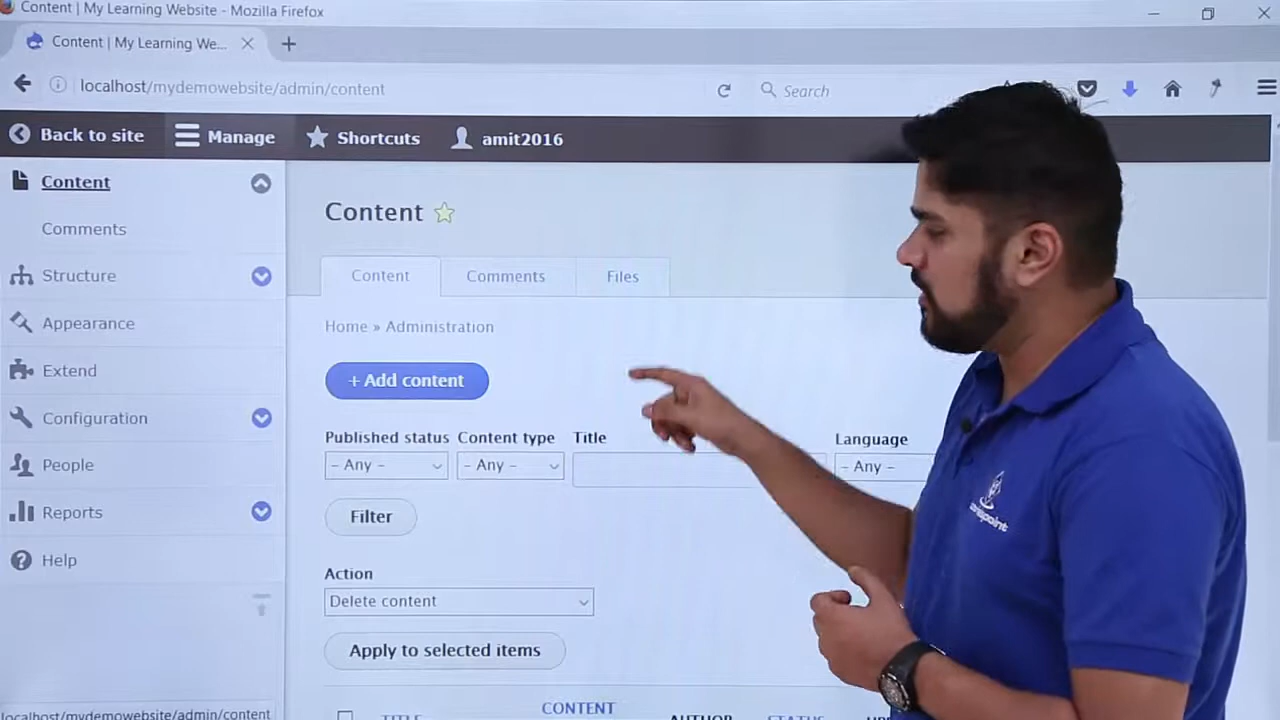 Content | My Learning Website - Mozilla Firefox
Content | My Learning We...
localhost/mydemowebsite/admin/content
Search
Back to site
Manage
Shortcuts
amit2016
Content
Comments
Structure
Appearance
Extend
Configuration
People
Reports
Help
Content
Content
Comments
Files
Home » Administration
+ Add content
Published status
Content type
Title
Language
- Any -
- Any -
- Any -
Filter
Action
Delete content
Apply to selected items
TITLE
CONTENT
AUTHOR
STATUS
localhost/mydemowebsite/admin/content